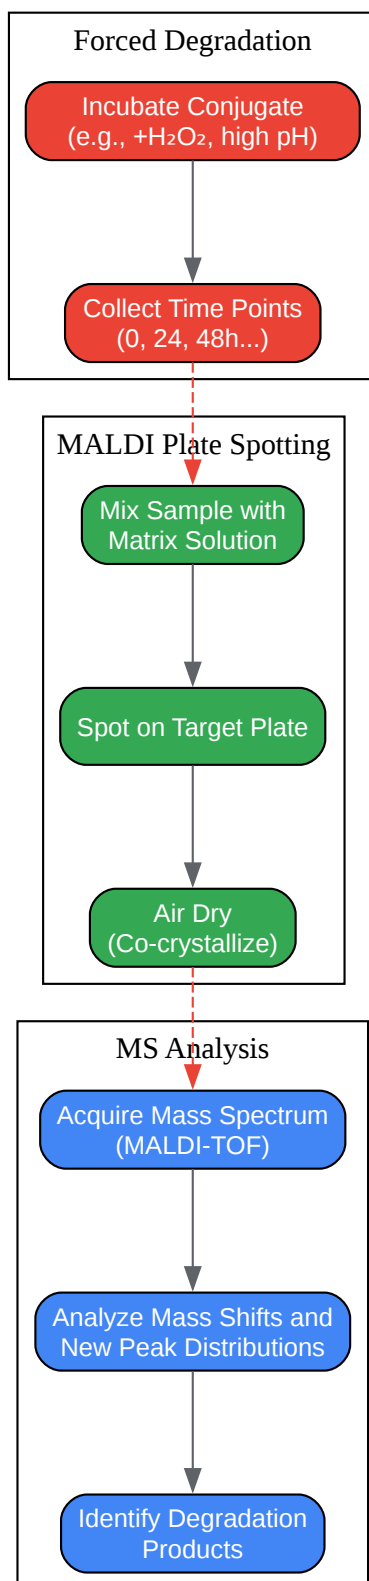 Forced Degradation
Incubate Conjugate
(e.g., +H₂O₂, high pH)
Collect Time Points
(0, 24, 48h...)
MALDI Plate Spotting
Mix Sample with
Matrix Solution
Spot on Target Plate
Air Dry
(Co-crystallize)
MS Analysis
Acquire Mass Spectrum
(MALDI-TOF)
Analyze Mass Shifts and
New Peak Distributions
Identify Degradation
Products